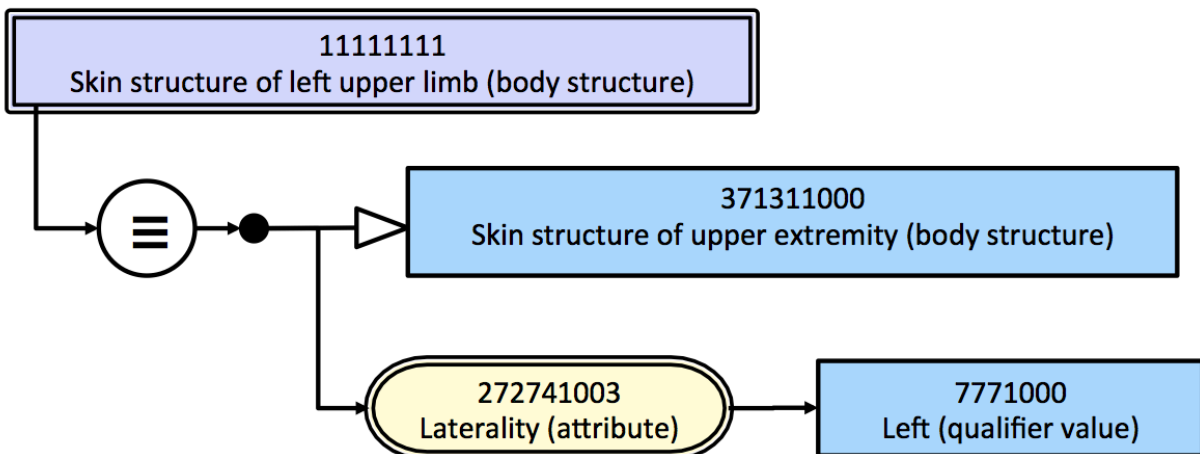 11111111
Skin structure of left upper limb (body structure)
≡
371311000
Skin structure of upper extremity (body structure)
272741003
Laterality (attribute)
7771000
Left (qualifier value)